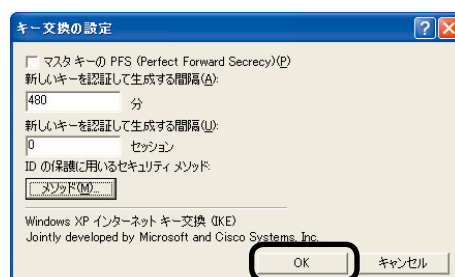 キー交換の設定
マスタ キーの PFS (Perfect Forward Secrecy)(P)
新しいキーを認証して生成する間隔(A):
480 分
新しいキーを認証して生成する間隔(U):
0 セッション
ID の保護に用いるセキュリティ メソッド:
メソッド(M)...
Windows XP インターネット キー交換 (IKE)
Jointly developed by Microsoft and Cisco Systems, Inc.
OK キャンセル